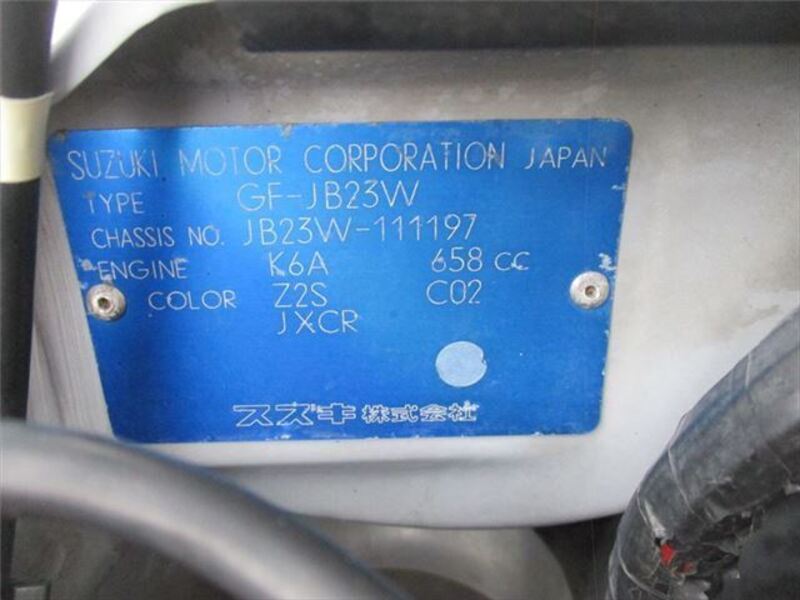 SUZUKI MOTOR CORPORATION JAPAN
TYPE GF-JB23W
CHASSIS NO. JB23W-111197
ENGINE K6A 658 CC
COLOR Z2S C02
JXCR
スズキ株式会社